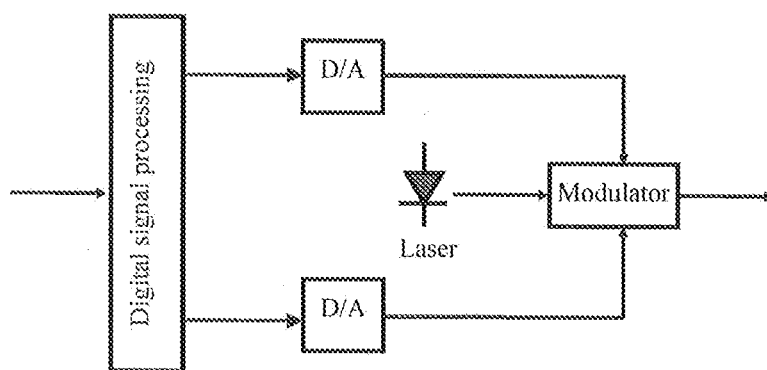 Digital signal processing
D/A
Laser
Modulator
D/A